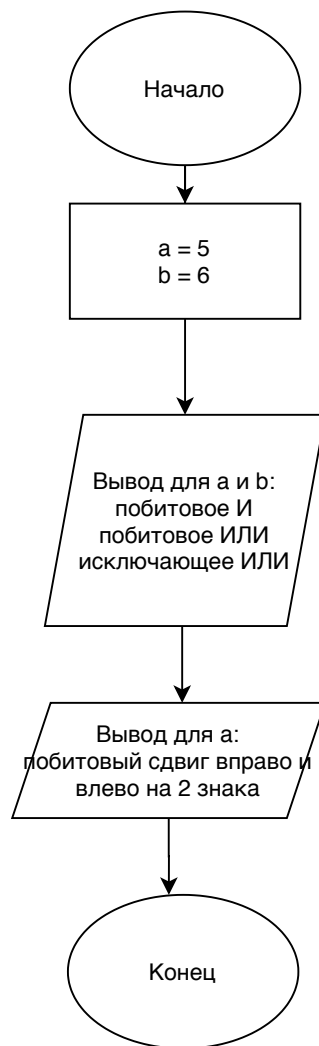 Начало
a = 5
b = 6
Вывод для a и b:
побитовое И
побитовое ИЛИ
исключающее ИЛИ
Вывод для a:
побитовый сдвиг вправо и
влево на 2 знака
Конец